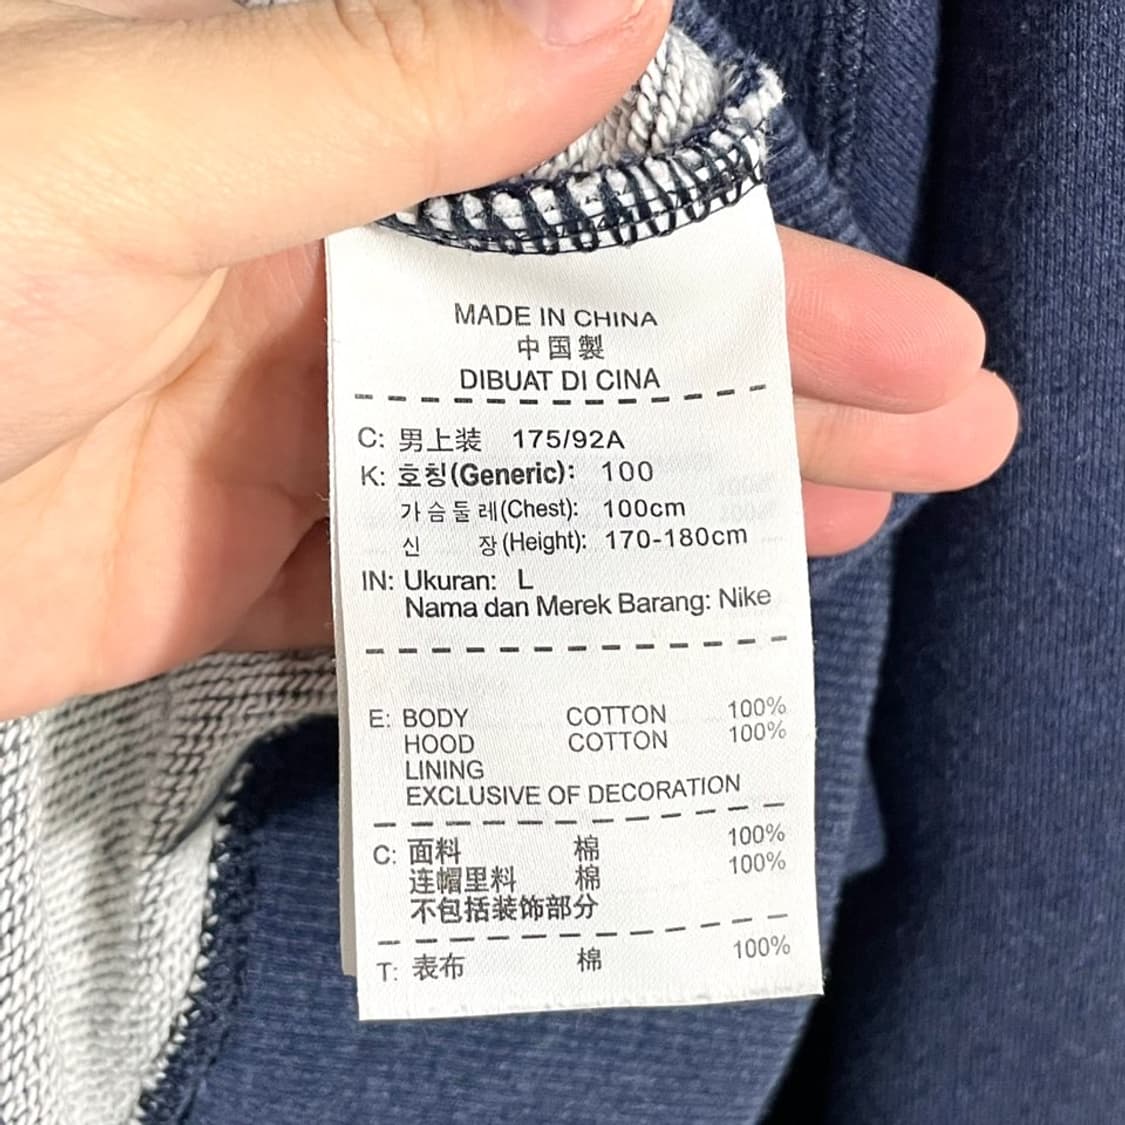 MADE IN CHINA
中国製
DIBUAT DI CINA
C: 男上装 175/92A
K: 호칭(Generic): 100
가슴둘레(Chest): 100cm
신 장(Height): 170-180cm
IN: Ukuran: L
Nama dan Merek Barang: Nike
E: BODY COTTON 100%
HOOD COTTON 100%
LINING
EXCLUSIVE OF DECORATION
C: 面料 棉 100%
连帽里料 棉 100%
不包括装饰部分
T: 表布 棉 100%